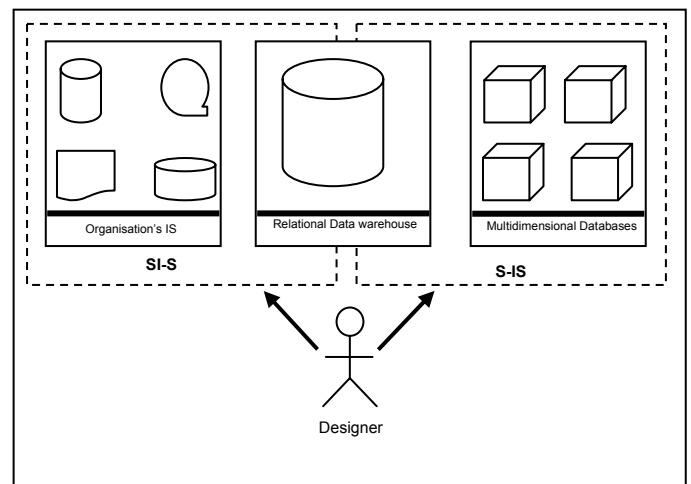 Organisation’s IS
Relational Data warehouse
Multidimensional Databases
SI-S
S-IS
Designer